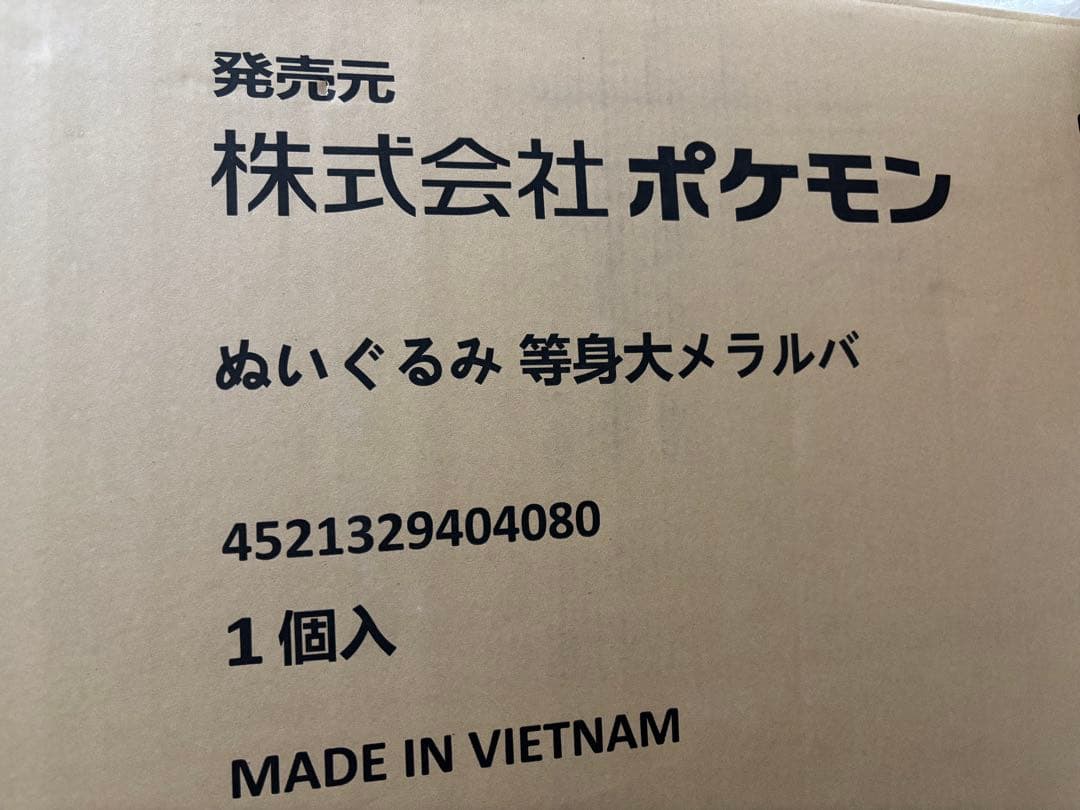 発売元
株式会社 ポケモン
ぬいぐるみ 等身大メラルバ
4521329404080
1 個入
MADE IN VIETNAM